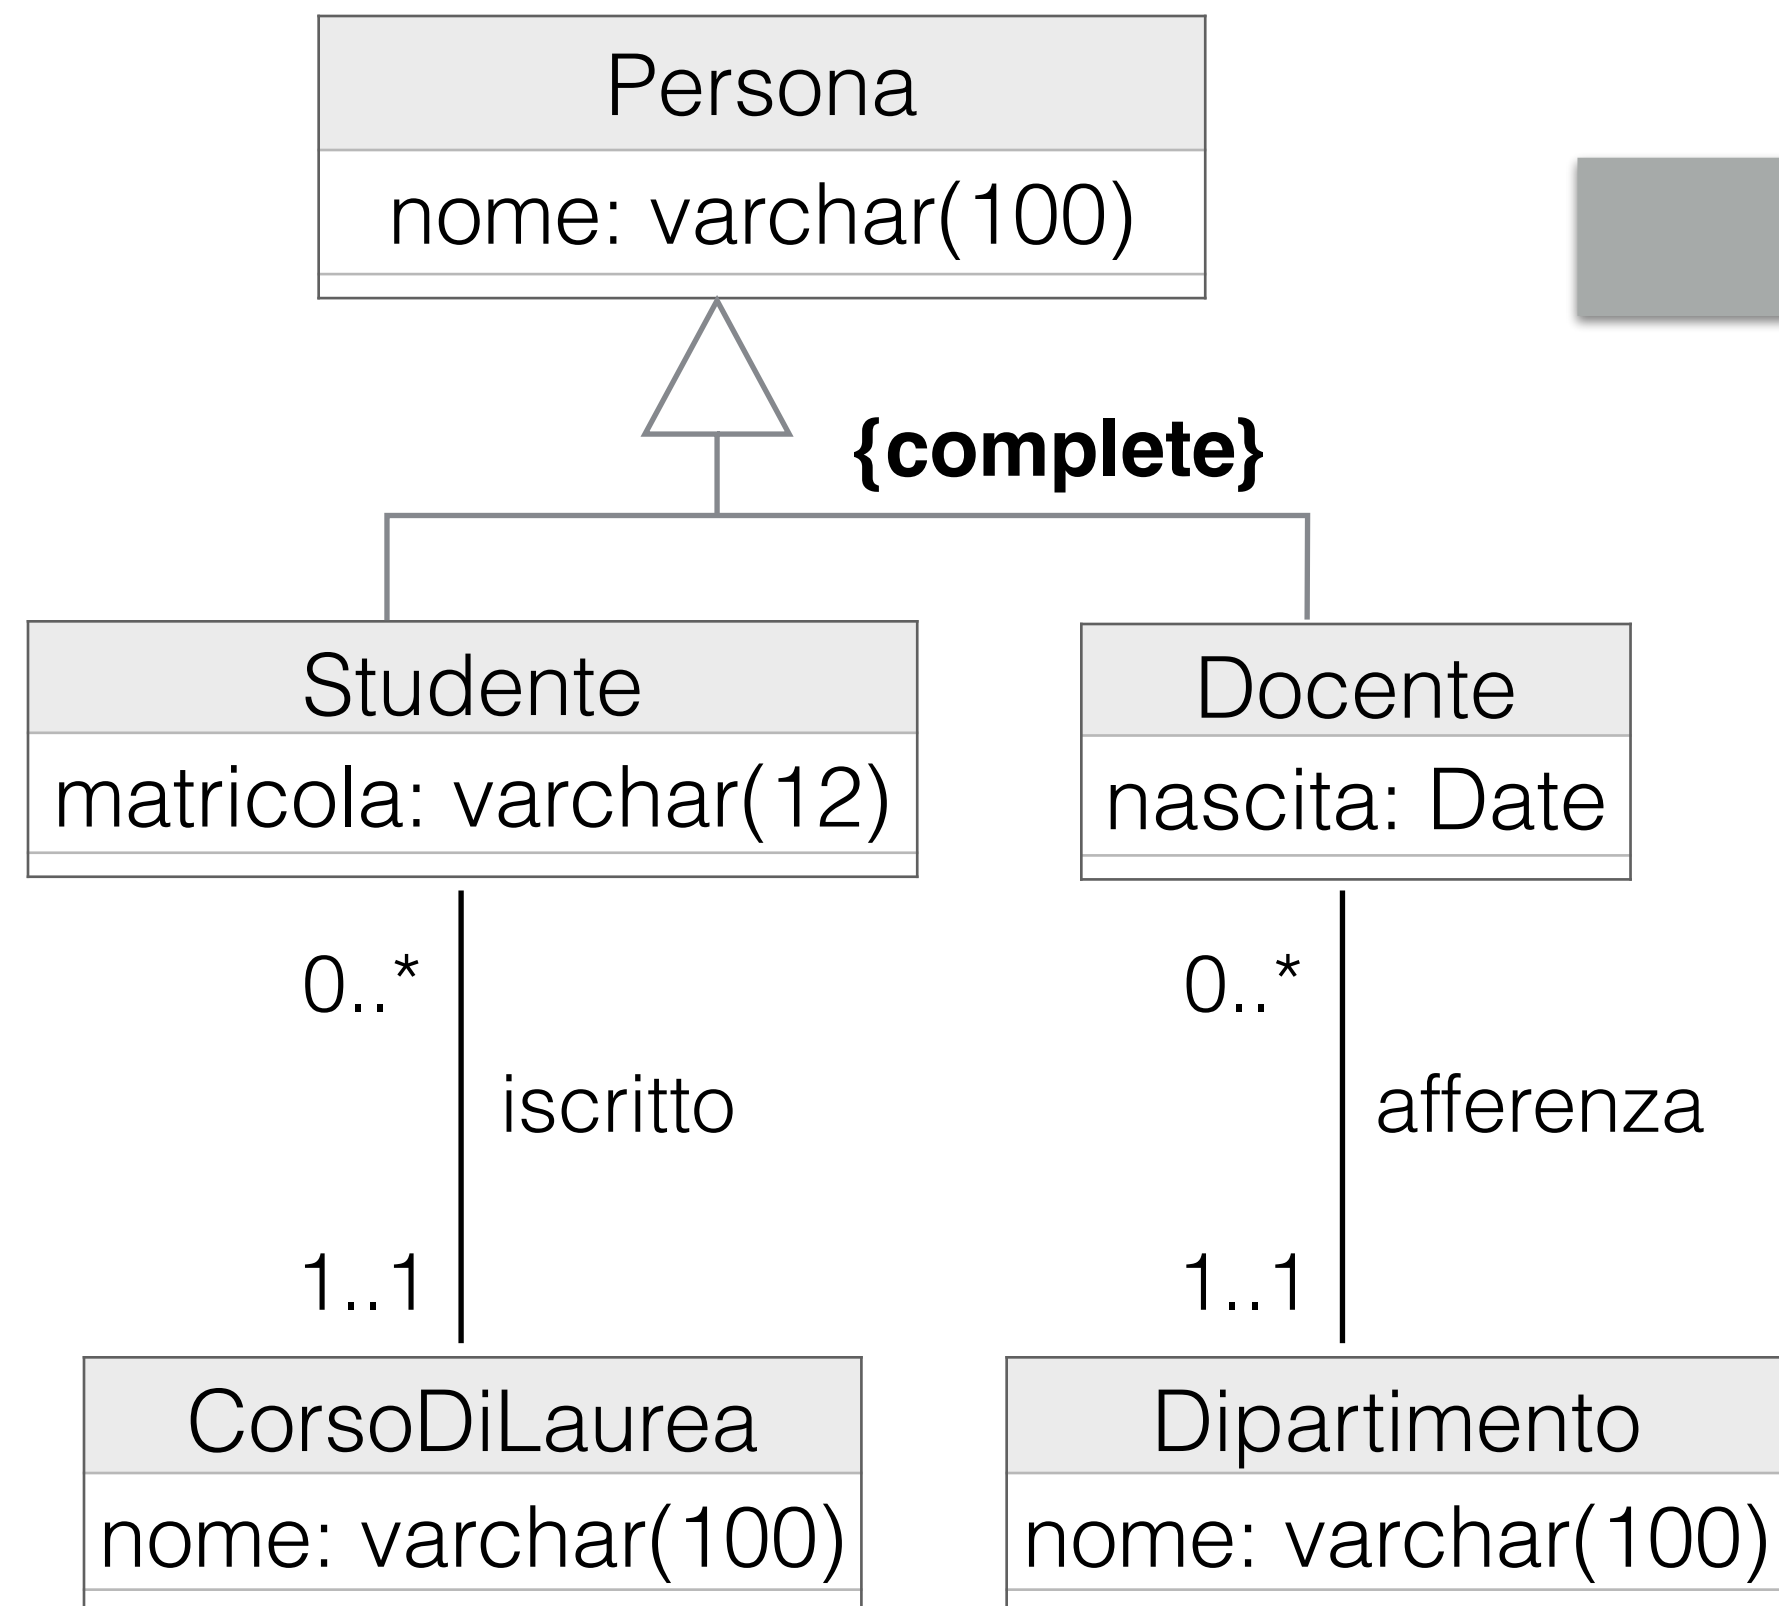 Persona
nome: varchar(100)
{complete}
Studente
matricola: varchar(12)
Docente
nascita: Date
0..*
iscritto
1..1
0..*
afferenza
1..1
CorsoDiLaurea
nome: varchar(100)
Dipartimento
nome: varchar(100)